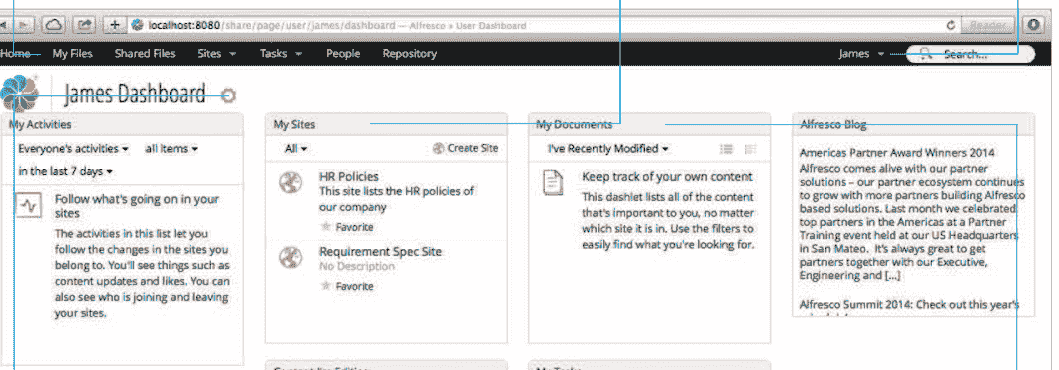 localhost:8080/share/page/user/james/dashboard — Alfresco » User Dashboard
Reader
Home My Files Shared Files Sites Tasks People Repository James Search...
James Dashboard
My Activities
Everyone's activities all items
in the last 7 days
Follow what's going on in your
sites
The activities in this list let you
follow the changes in the sites you
belong to. You'll see things such as
content updates and likes. You can
also see who is joining and leaving
your sites.
My Sites
All Create Site
HR Policies
This site lists the HR policies of
our company
Favorite
Requirement Spec Site
No Description
Favorite
My Documents
I've Recently Modified
Keep track of your own content
This dashlet lists all of the content
that's important to you, no matter
which site it is in. Use the filters to
easily find what you're looking for.
Alfresco Blog
Americas Partner Award Winners 2014
Alfresco comes alive with our partner
solutions – our partner ecosystem continues
to grow with more partners building Alfresco
based solutions. Last month we celebrated
top partners in the Americas at a Partner
Training event held at our US Headquarters
in San Mateo. It's always great to get
partners together with our Executive,
Engineering and [...]
Alfresco Summit 2014: Check out this year's